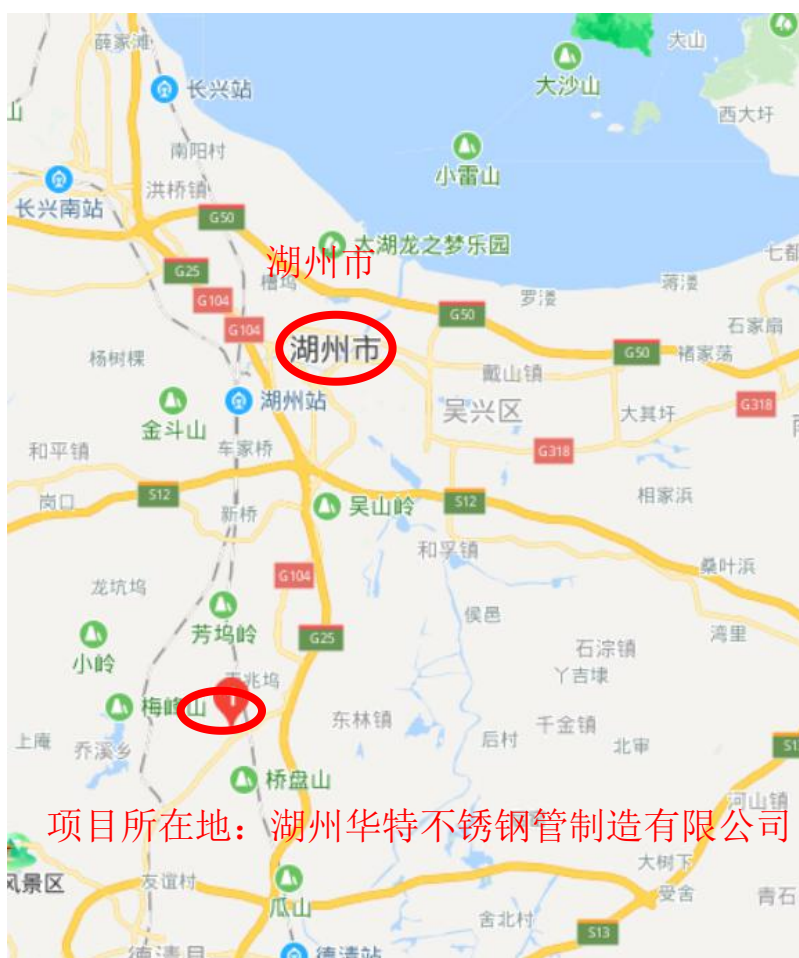 薛家滩
大山
长兴站
大沙山
西大圩
南阳村
小雷山
洪桥镇
长兴南站
G50
太湖龙之梦乐园
湖州市
七都
G25
槽坞
蒋溇
G104
罗溇
G50
石家扇
G104
湖州市
G50
褚家荡
杨树棵
戴山镇
湖州站
吴兴区
大其圩
G318
金斗山
车家桥
和平镇
G318
S12
相家浜
岗口
吴山岭
S12
新桥
和孚镇
桑叶浜
G104
龙坑坞
侯邑
芳坞岭
G25
湾里
小岭
石淙镇
兆坞
丫吉埭
梅峰山
1
东林镇
千金镇
上庵
乔溪乡
后村
北审
桥盘山
河山镇
项目所在地：湖州华特不锈钢管制造有限公司
大树下
风景区
友谊村
受舍
青石
瓜山
舍北村
S13
德清县
德清站